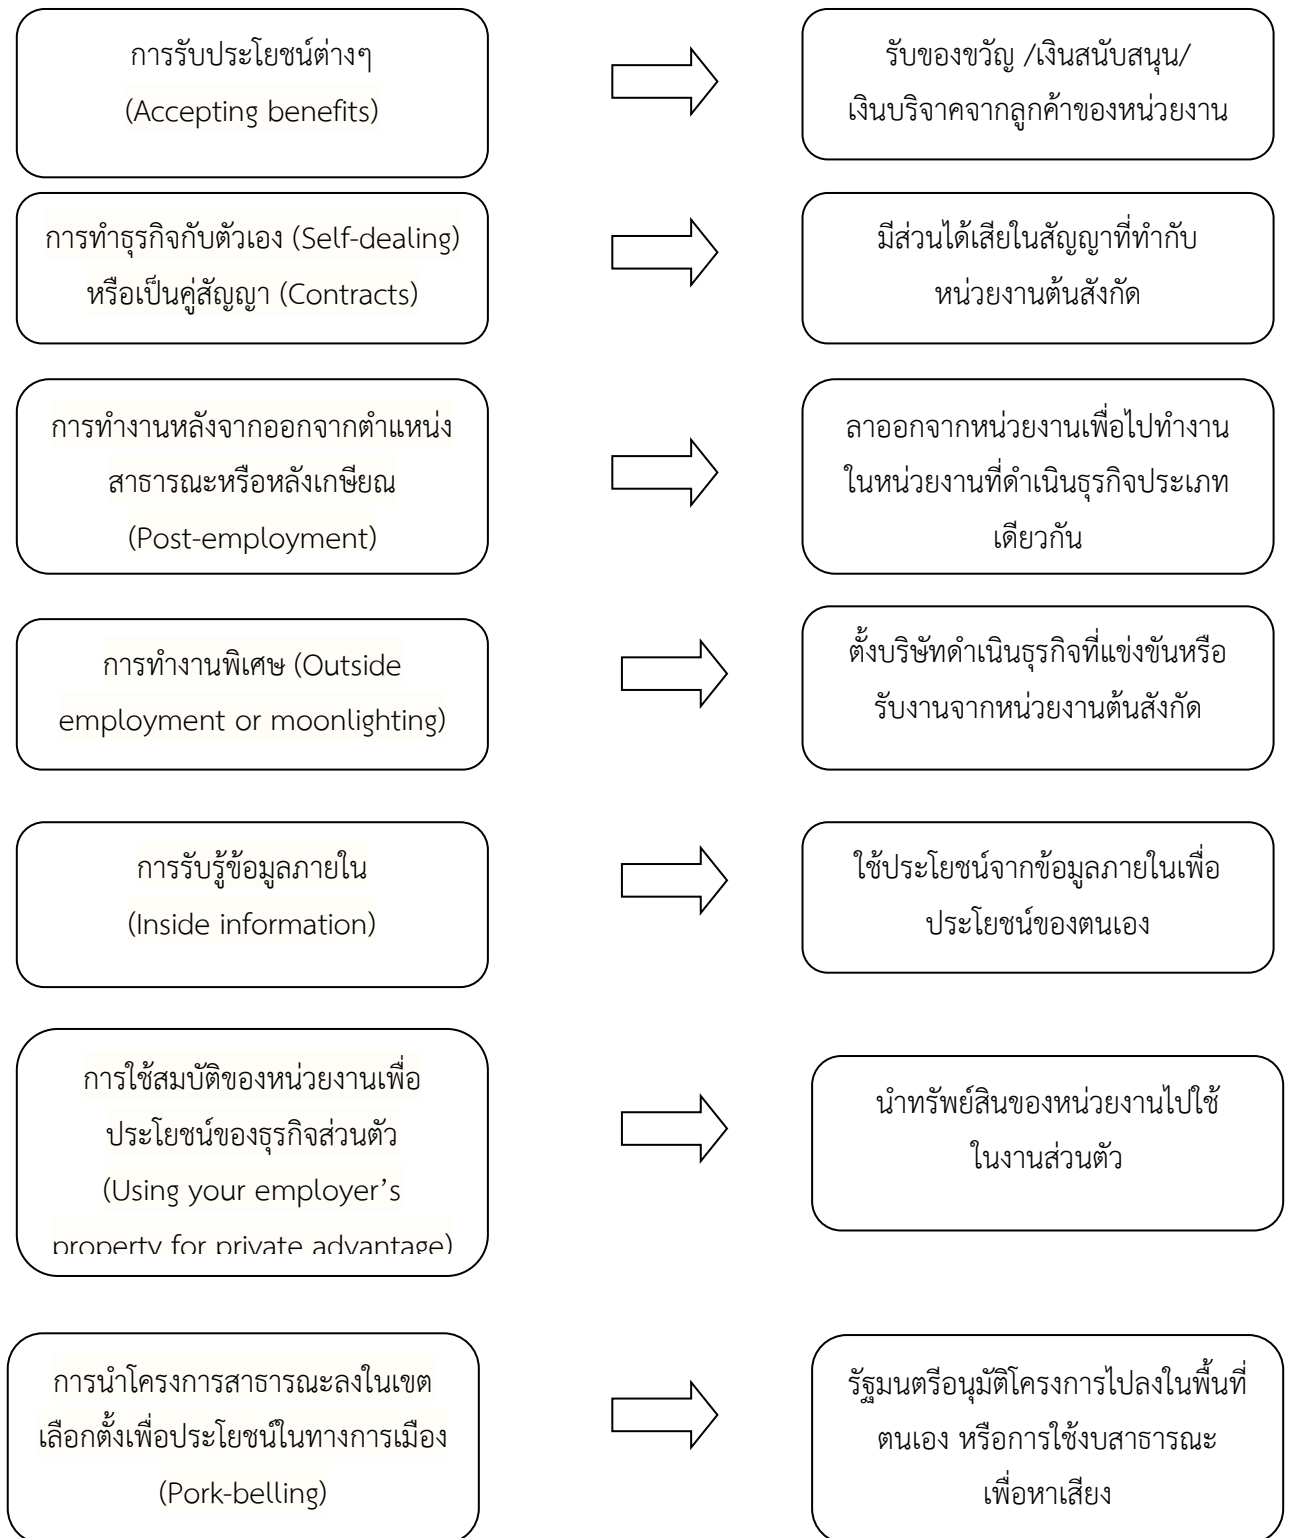 การรับประโยชน์ต่างๆ
(Accepting benefits)
รับของขวัญ /เงินสนับสนุน/
เงินบริจาคจากลูกค้าของหน่วยงาน
การทำธุรกิจกับตัวเอง (Self-dealing)
หรือเป็นคู่สัญญา (Contracts)
มีส่วนได้เสียในสัญญาที่ทำกับ
หน่วยงานต้นสังกัด
การทำงานหลังจากออกจากตำแหน่ง
สาธารณะหรือหลังเกษียณ
(Post-employment)
ลาออกจากหน่วยงานเพื่อไปทำงาน
ในหน่วยงานที่ดำเนินธุรกิจประเภท
เดียวกัน
การทำงานพิเศษ (Outside
employment or moonlighting)
ตั้งบริษัทดำเนินธุรกิจที่แข่งขันหรือ
รับงานจากหน่วยงานต้นสังกัด
การรับรู้ข้อมูลภายใน
(Inside information)
ใช้ประโยชน์จากข้อมูลภายในเพื่อ
ประโยชน์ของตนเอง
การใช้สมบัติของหน่วยงานเพื่อ
ประโยชน์ของธุรกิจส่วนตัว
(Using your employer’s
property for private advantage)
นำทรัพย์สินของหน่วยงานไปใช้
ในงานส่วนตัว
การนำโครงการสาธารณะลงในเขต
เลือกตั้งเพื่อประโยชน์ในทางการเมือง
(Pork-belling)
รัฐมนตรีอนุมัติโครงการไปลงในพื้นที่
ตนเอง หรือการใช้งบสาธารณะ
เพื่อหาเสียง